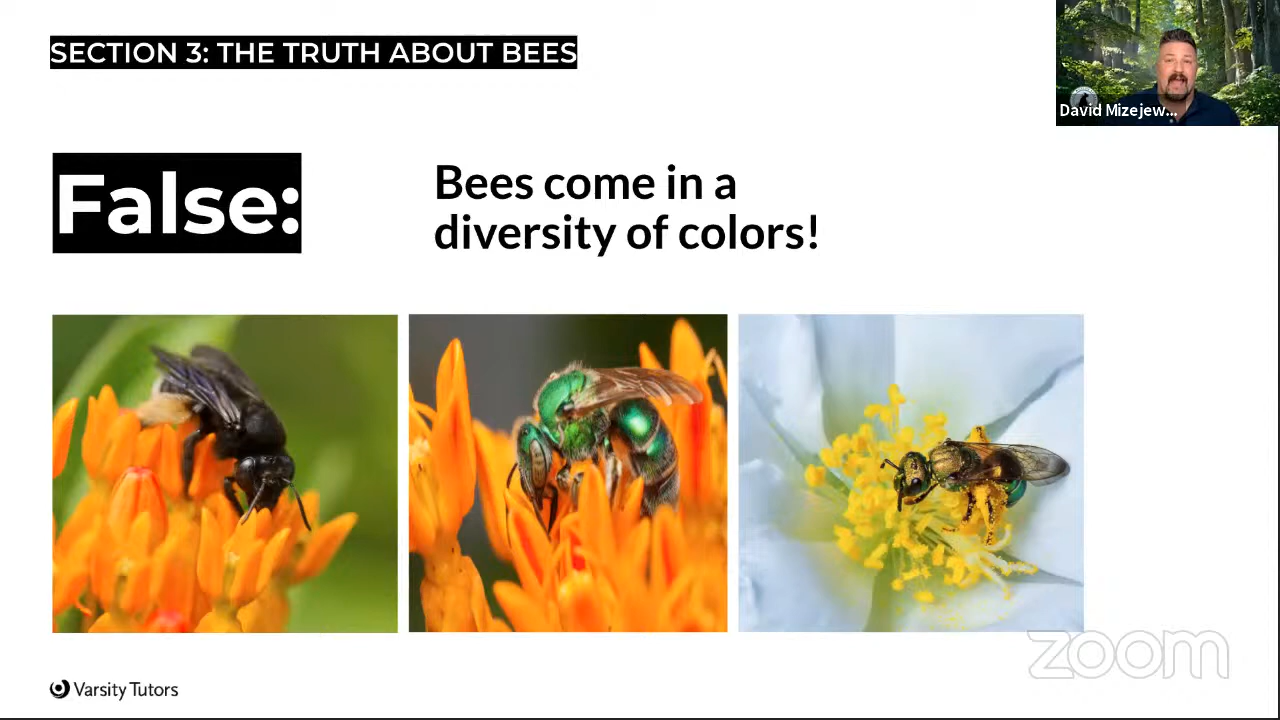 SECTION 3: THE TRUTH ABOUT BEES
David Mizejew...
False:
Bees come in a
diversity of colors!
zoom
Varsity Tutors